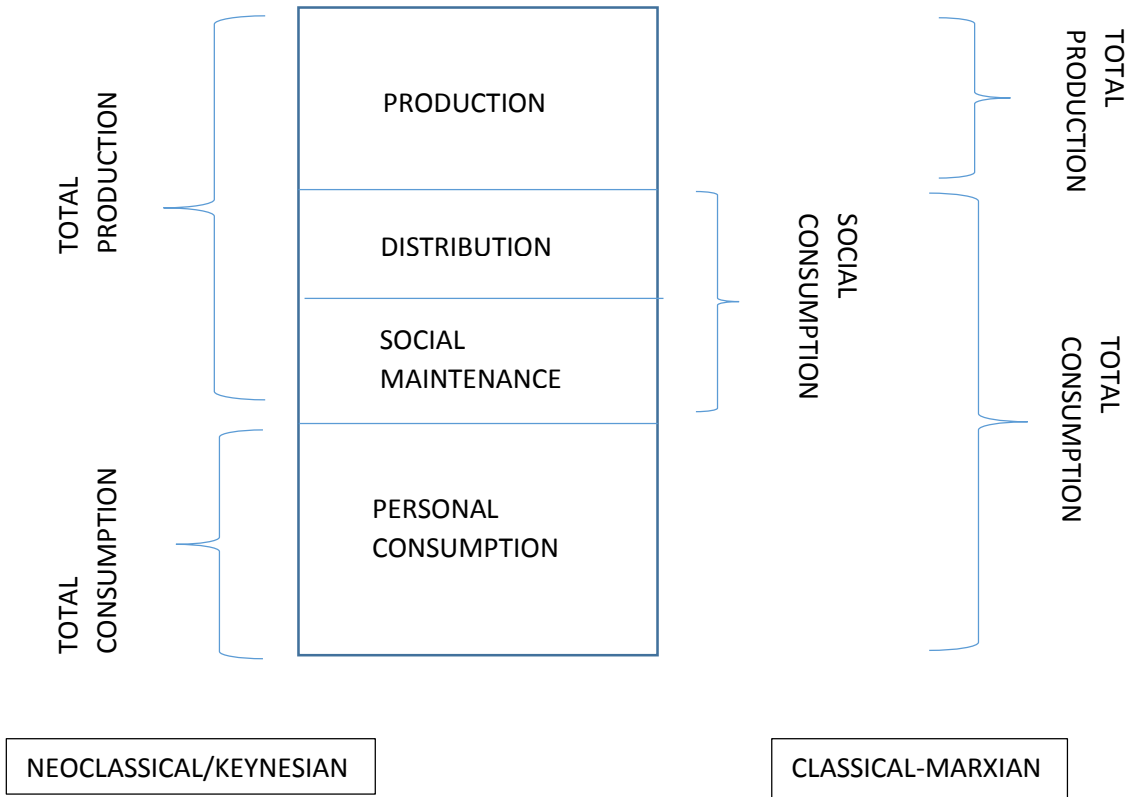 TOTAL
PRODUCTION
PRODUCTION
TOTAL
PRODUCTION
DISTRIBUTION
SOCIAL
CONSUMPTION
SOCIAL
MAINTENANCE
TOTAL
CONSUMPTION
TOTAL
CONSUMPTION
PERSONAL
CONSUMPTION
NEOCLASSICAL/KEYNESIAN
CLASSICAL-MARXIAN